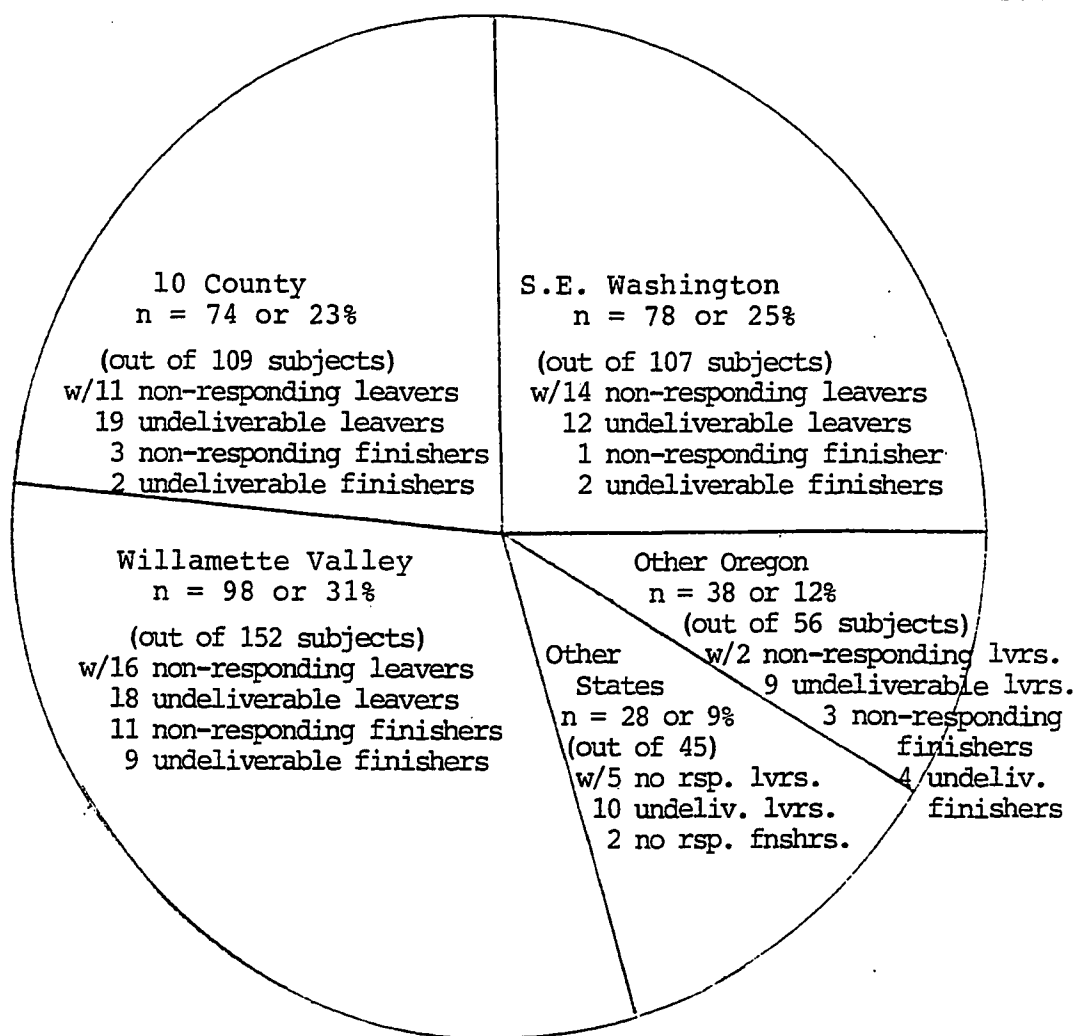 10 County
n = 74 or 23%
(out of 109 subjects)
w/11 non-responding leavers
19 undeliverable leavers
3 non-responding finishers
2 undeliverable finishers
S.E. Washington
n = 78 or 25%
(out of 107 subjects)
w/14 non-responding leavers
12 undeliverable leavers
1 non-responding finisher
2 undeliverable finishers
Willamette Valley
n = 98 or 31%
(out of 152 subjects)
w/16 non-responding leavers
18 undeliverable leavers
11 non-responding finishers
9 undeliverable finishers
Other
States
n = 28 or 9%
(out of 45)
w/5 no rsp. lvrs.
10 undeliv. lvrs.
2 no rsp. fnshrs.
Other Oregon
n = 38 or 12%
(out of 56 subjects)
w/2 non-responding lvrs.
9 undeliverable lvrs.
3 non-responding
finishers
4 undeliv.
finishers